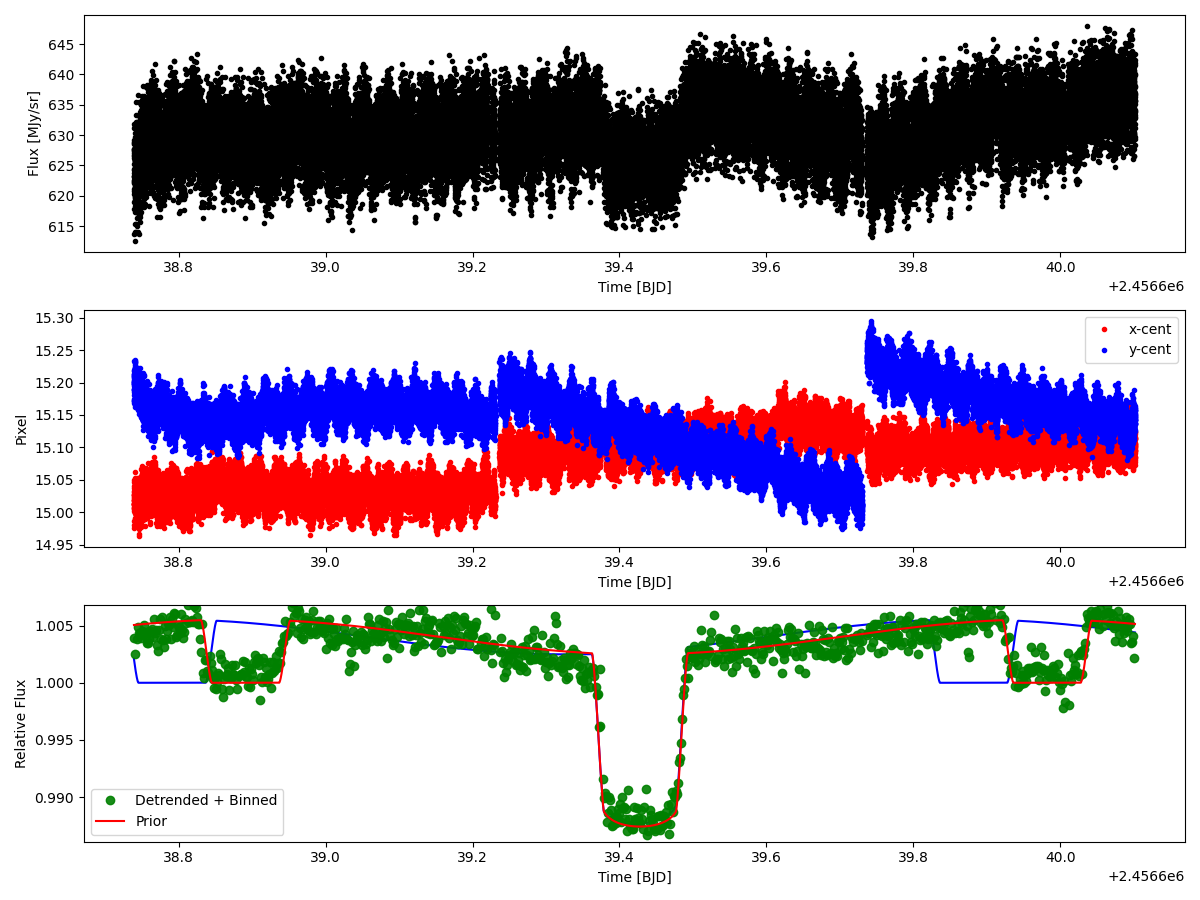 645
640
635
630
625
620
615
Flux [MJy/sr]
38.8 39.0 39.2 39.4 39.6 39.8 40.0
Time [BJD]
+2.4566e6
15.30
15.25
15.20
15.15
15.10
15.05
15.00
14.95
Pixel
x-cent
y-cent
38.8 39.0 39.2 39.4 39.6 39.8 40.0
Time [BJD]
+2.4566e6
1.005
1.000
0.995
0.990
Relative Flux
Detrended + Binned
Prior
38.8 39.0 39.2 39.4 39.6 39.8 40.0
Time [BJD]
+2.4566e6